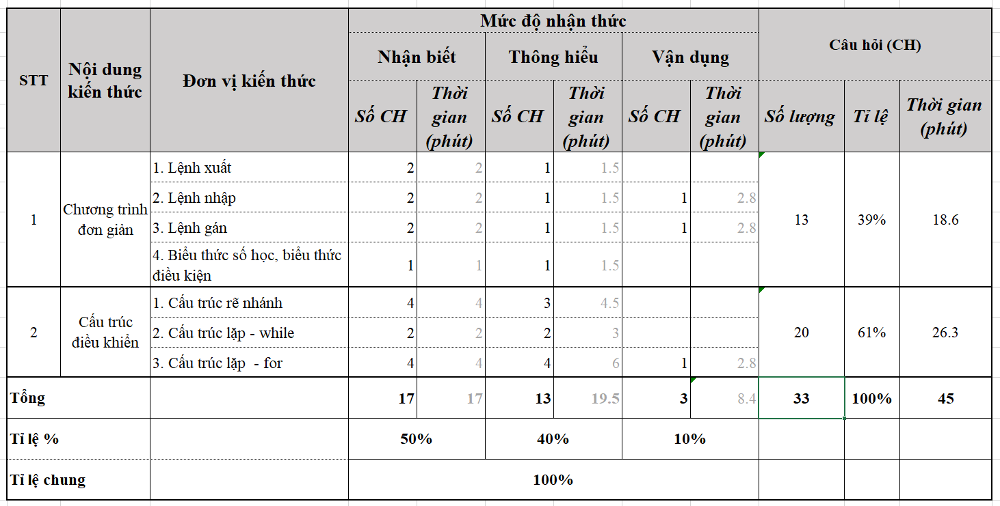 Mức độ nhận thức
Câu hỏi (CH)
STT
Nội dung
kiến thức
Đơn vị kiến thức
Nhận biết
Thông hiểu
Vận dụng
Số CH
Thời
gian
(phút)
Số CH
Thời
gian
(phút)
Số CH
Thời
gian
(phút)
Số lượng
Tỉ lệ
Thời gian
(phút)
1
Chương trình
đơn giản
1. Lệnh xuất 2 2 1 1.5
2. Lệnh nhập 2 2 1 1.5 1 2.8
3. Lệnh gán 2 2 1 1.5 1 2.8
4. Biểu thức số học, biểu thức
điều kiện 1 1 1 1.5
13 39% 18.6
2
Cấu trúc
điều khiển
1. Cấu trúc rẽ nhánh 4 4 3 4.5
2. Cấu trúc lặp - while 2 2 2 3
3. Cấu trúc lặp - for 4 4 4 6 1 2.8
20 61% 26.3
Tổng 17 17 13 19.5 3 8.4 33 100% 45
Tỉ lệ % 50% 40% 10%
Tỉ lệ chung 100%